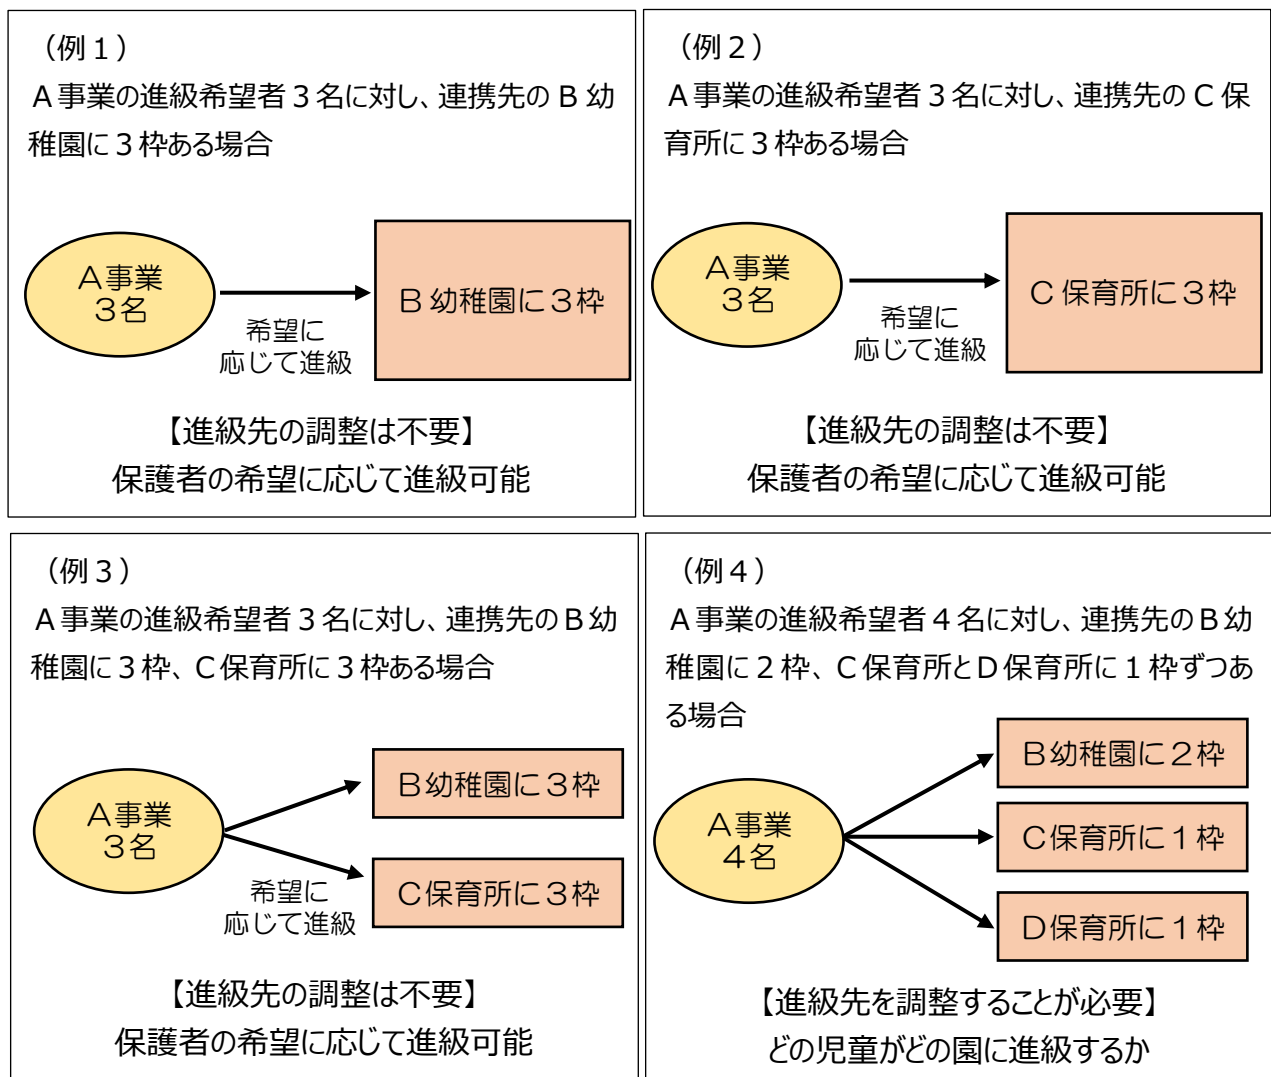 （例１）
Ａ事業の進級希望者３名に対し、連携先のＢ幼
稚園に３枠ある場合
Ａ事業
３名
希望に
応じて進級
Ｂ幼稚園に３枠
【進級先の調整は不要】
保護者の希望に応じて進級可能
（例２）
Ａ事業の進級希望者３名に対し、連携先のＣ保
育所に３枠ある場合
Ａ事業
３名
希望に
応じて進級
Ｃ保育所に３枠
【進級先の調整は不要】
保護者の希望に応じて進級可能
（例３）
Ａ事業の進級希望者３名に対し、連携先のＢ幼
稚園に３枠、Ｃ保育所に３枠ある場合
Ａ事業
３名
Ｂ幼稚園に３枠
Ｃ保育所に３枠
希望に
応じて進級
【進級先の調整は不要】
保護者の希望に応じて進級可能
（例４）
Ａ事業の進級希望者４名に対し、連携先のＢ幼
稚園に２枠、Ｃ保育所とＤ保育所に１枠ずつあ
る場合
Ａ事業
４名
Ｂ幼稚園に２枠
Ｃ保育所に１枠
Ｄ保育所に１枠
【進級先を調整することが必要】
どの児童がどの園に進級するか